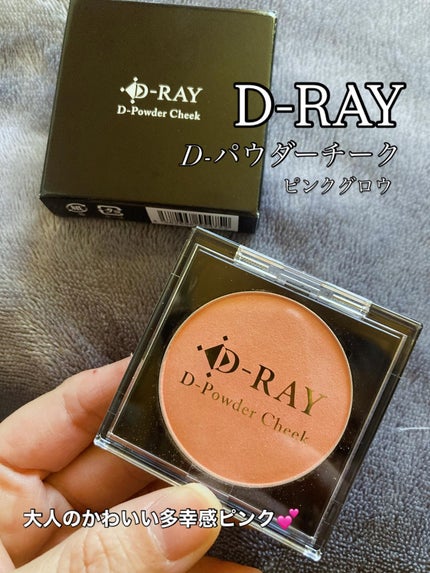 D-RAY
D-Powder Cheek
D-RAY
D-パウダーチーク
ピンクグロウ
D-RAY
D-Powder Cheek
大人のかわいい多幸感ピンク💕